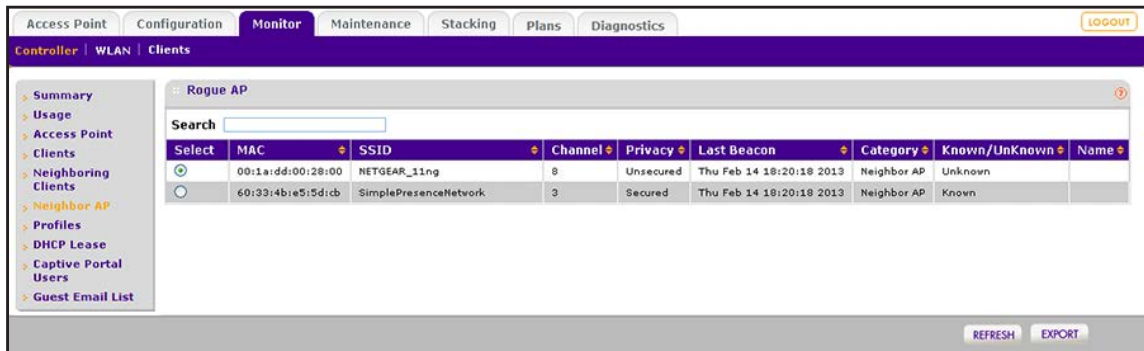 Access Point Configuration Monitor Maintenance Stacking Plans Diagnostics LOGOUT
Controller | WLAN | Clients
Summary
Usage
Access Point
Clients
Neighboring
Clients
Neighbor AP
Profiles
DHCP Lease
Captive Portal
Users
Guest Email List
Rogue AP ?
Search
Select MAC SSID Channel Privacy Last Beacon Category Known/UnKnown Name
00:1a:dd:00:28:00 NETGEAR_11ng 8 Unsecured Thu Feb 14 18:20:18 2013 Neighbor AP Unknown
60:33:4b:e5:5d:cb SimplePresenceNetwork 3 Secured Thu Feb 14 18:20:18 2013 Neighbor AP Known
REFRESH EXPORT